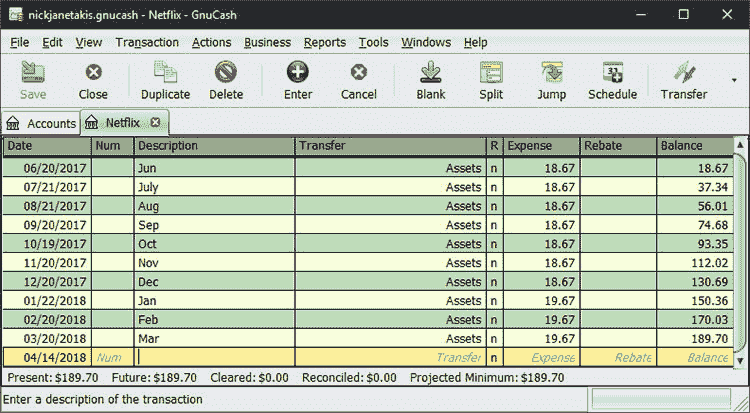 nickjanetakis.gnucash - Netflix - GnuCash
File Edit View Transaction Actions Business Reports Tools Windows Help
Save Close Duplicate Delete Enter Cancel Blank Split Jump Schedule Transfer
Accounts Netflix
Date Num Description Transfer R Expense Rebate Balance
06/20/2017 Jun Assets n 18.67 18.67
07/21/2017 July Assets n 18.67 37.34
08/21/2017 Aug Assets n 18.67 56.01
09/20/2017 Sep Assets n 18.67 74.68
10/19/2017 Oct Assets n 18.67 93.35
11/20/2017 Nov Assets n 18.67 112.02
12/20/2017 Dec Assets n 18.67 130.69
01/22/2018 Jan Assets n 19.67 150.36
02/20/2018 Feb Assets n 19.67 170.03
03/20/2018 Mar Assets n 19.67 189.70
04/14/2018 Num Transfer n Expense Rebate Balance
Present: $189.70 Future: $189.70 Cleared: $0.00 Reconciled: $0.00 Projected Minimum: $189.70
Enter a description of the transaction